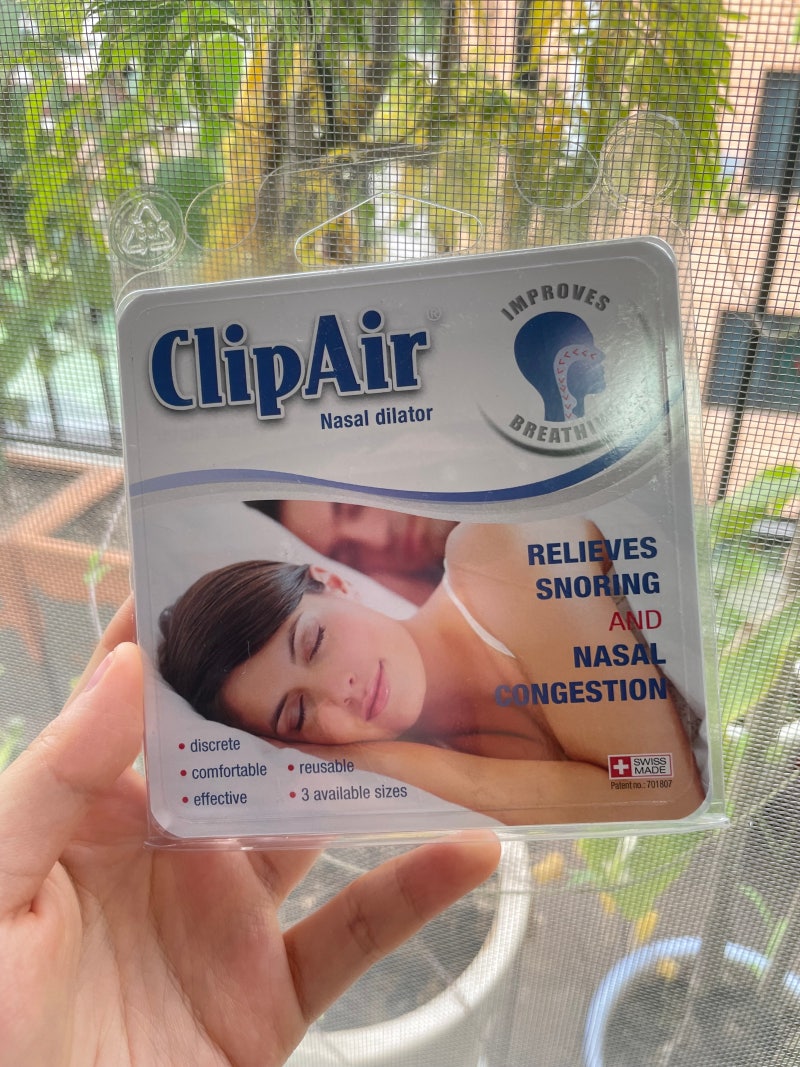 ClipAir®
Nasal dilator
IMPROVES
BREATHING
RELIEVES
SNORING
AND
NASAL
CONGESTION
• discrete
• comfortable
• effective
• reusable
• 3 available sizes
SWISS
MADE
Patent no.: 701807